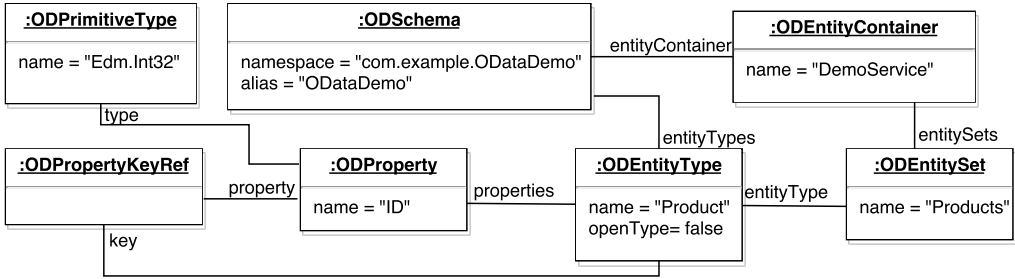 :ODPrimitiveType
name = "Edm.Int32"
:ODSchema
namespace = "com.example.ODataDemo"
alias = "ODataDemo"
entityContainer
:ODEntityContainer
name = "DemoService"
type
entityTypes
entitySets
:ODPropertyKeyRef
property
:ODProperty
name = "ID"
properties
:ODEntityType
name = "Product"
openType= false
entityType
:ODEntitySet
name = "Products"
key